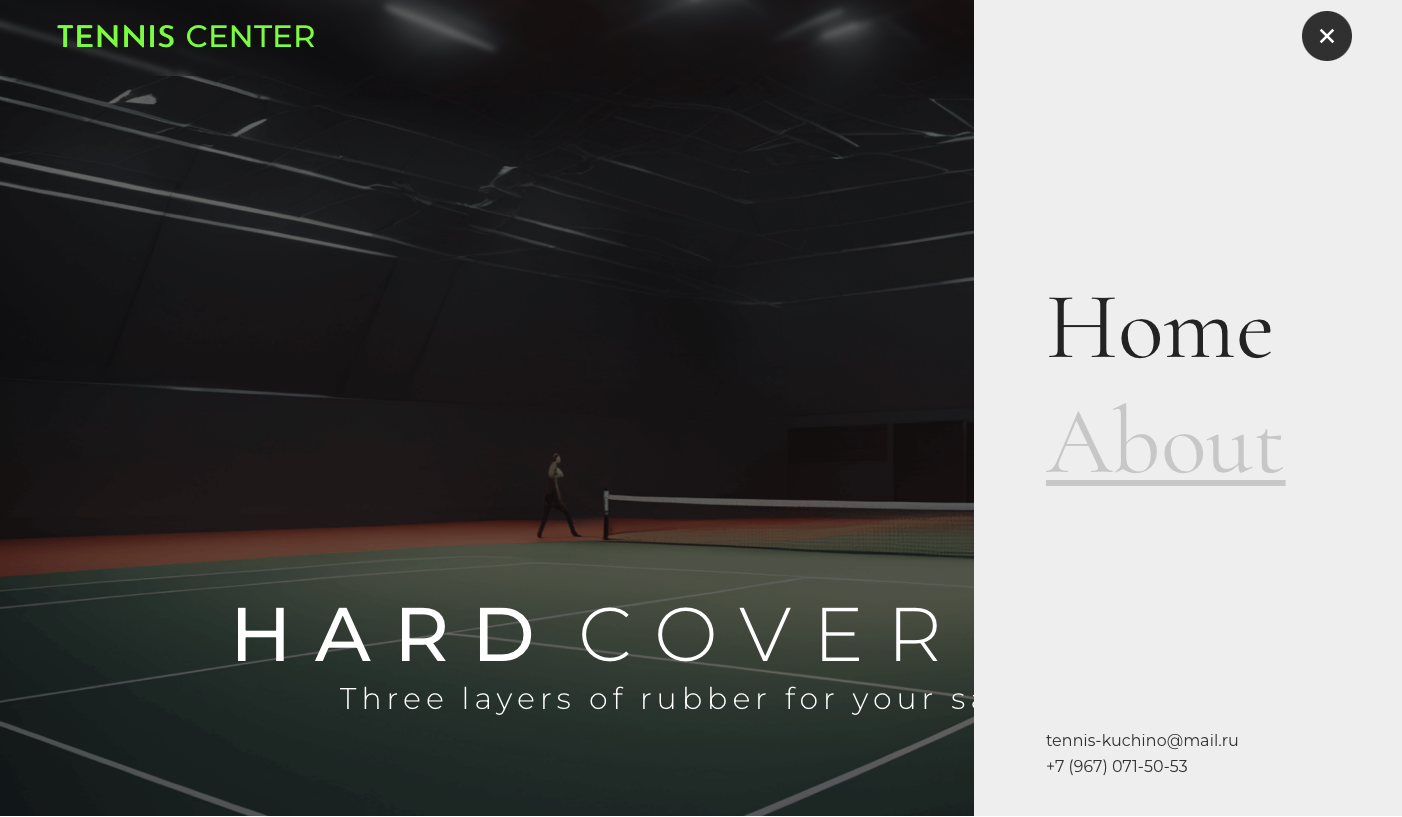 TENNIS CENTER
Home
About
HARD COVER
Three layers of rubber for your
tennis-kuchino@mail.ru
+7 (967) 071-50-53